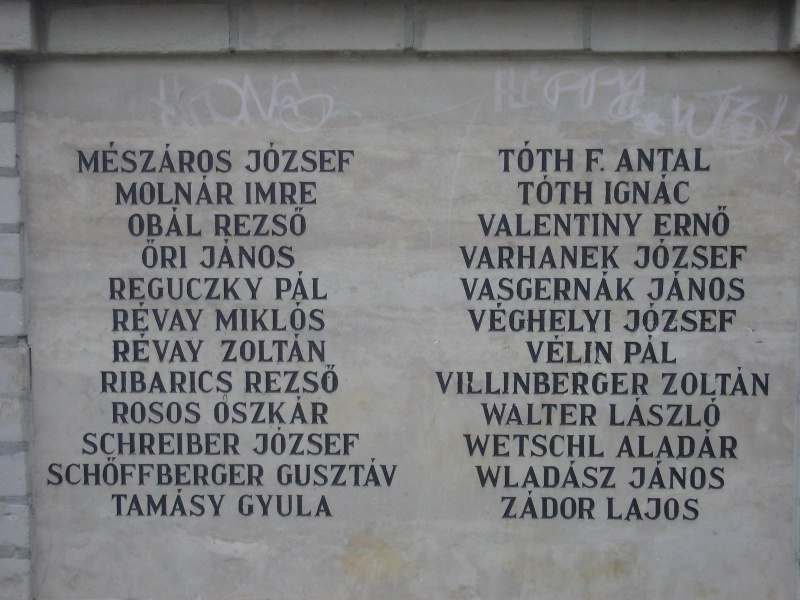 MÉSZÁROS JÓZSEF
MOLNÁR IMRE
OBÁL REZSŐ
ŐRI JÁNOS
REGUCZKY PÁL
RÉVAY MIKLÓS
RÉVAY ZOLTÁN
RIBARICS REZSŐ
ROSOS OSZKÁR
SCHREIBER JÓZSEF
SCHŐFFBERGER GUSZTÁV
TAMÁSY GYULA
TÓTH F. ANTAL
TÓTH IGNÁC
VALENTINY ERNŐ
VARHANEK JÓZSEF
VASGERNÁK JÁNOS
VÉGHELYI JÓZSEF
VÉLIN PÁL
VILLINBERGER ZOLTÁN
WALTER LÁSZLÓ
WETSCHL ALADÁR
WLADÁSZ JÁNOS
ZÁDOR LAJOS